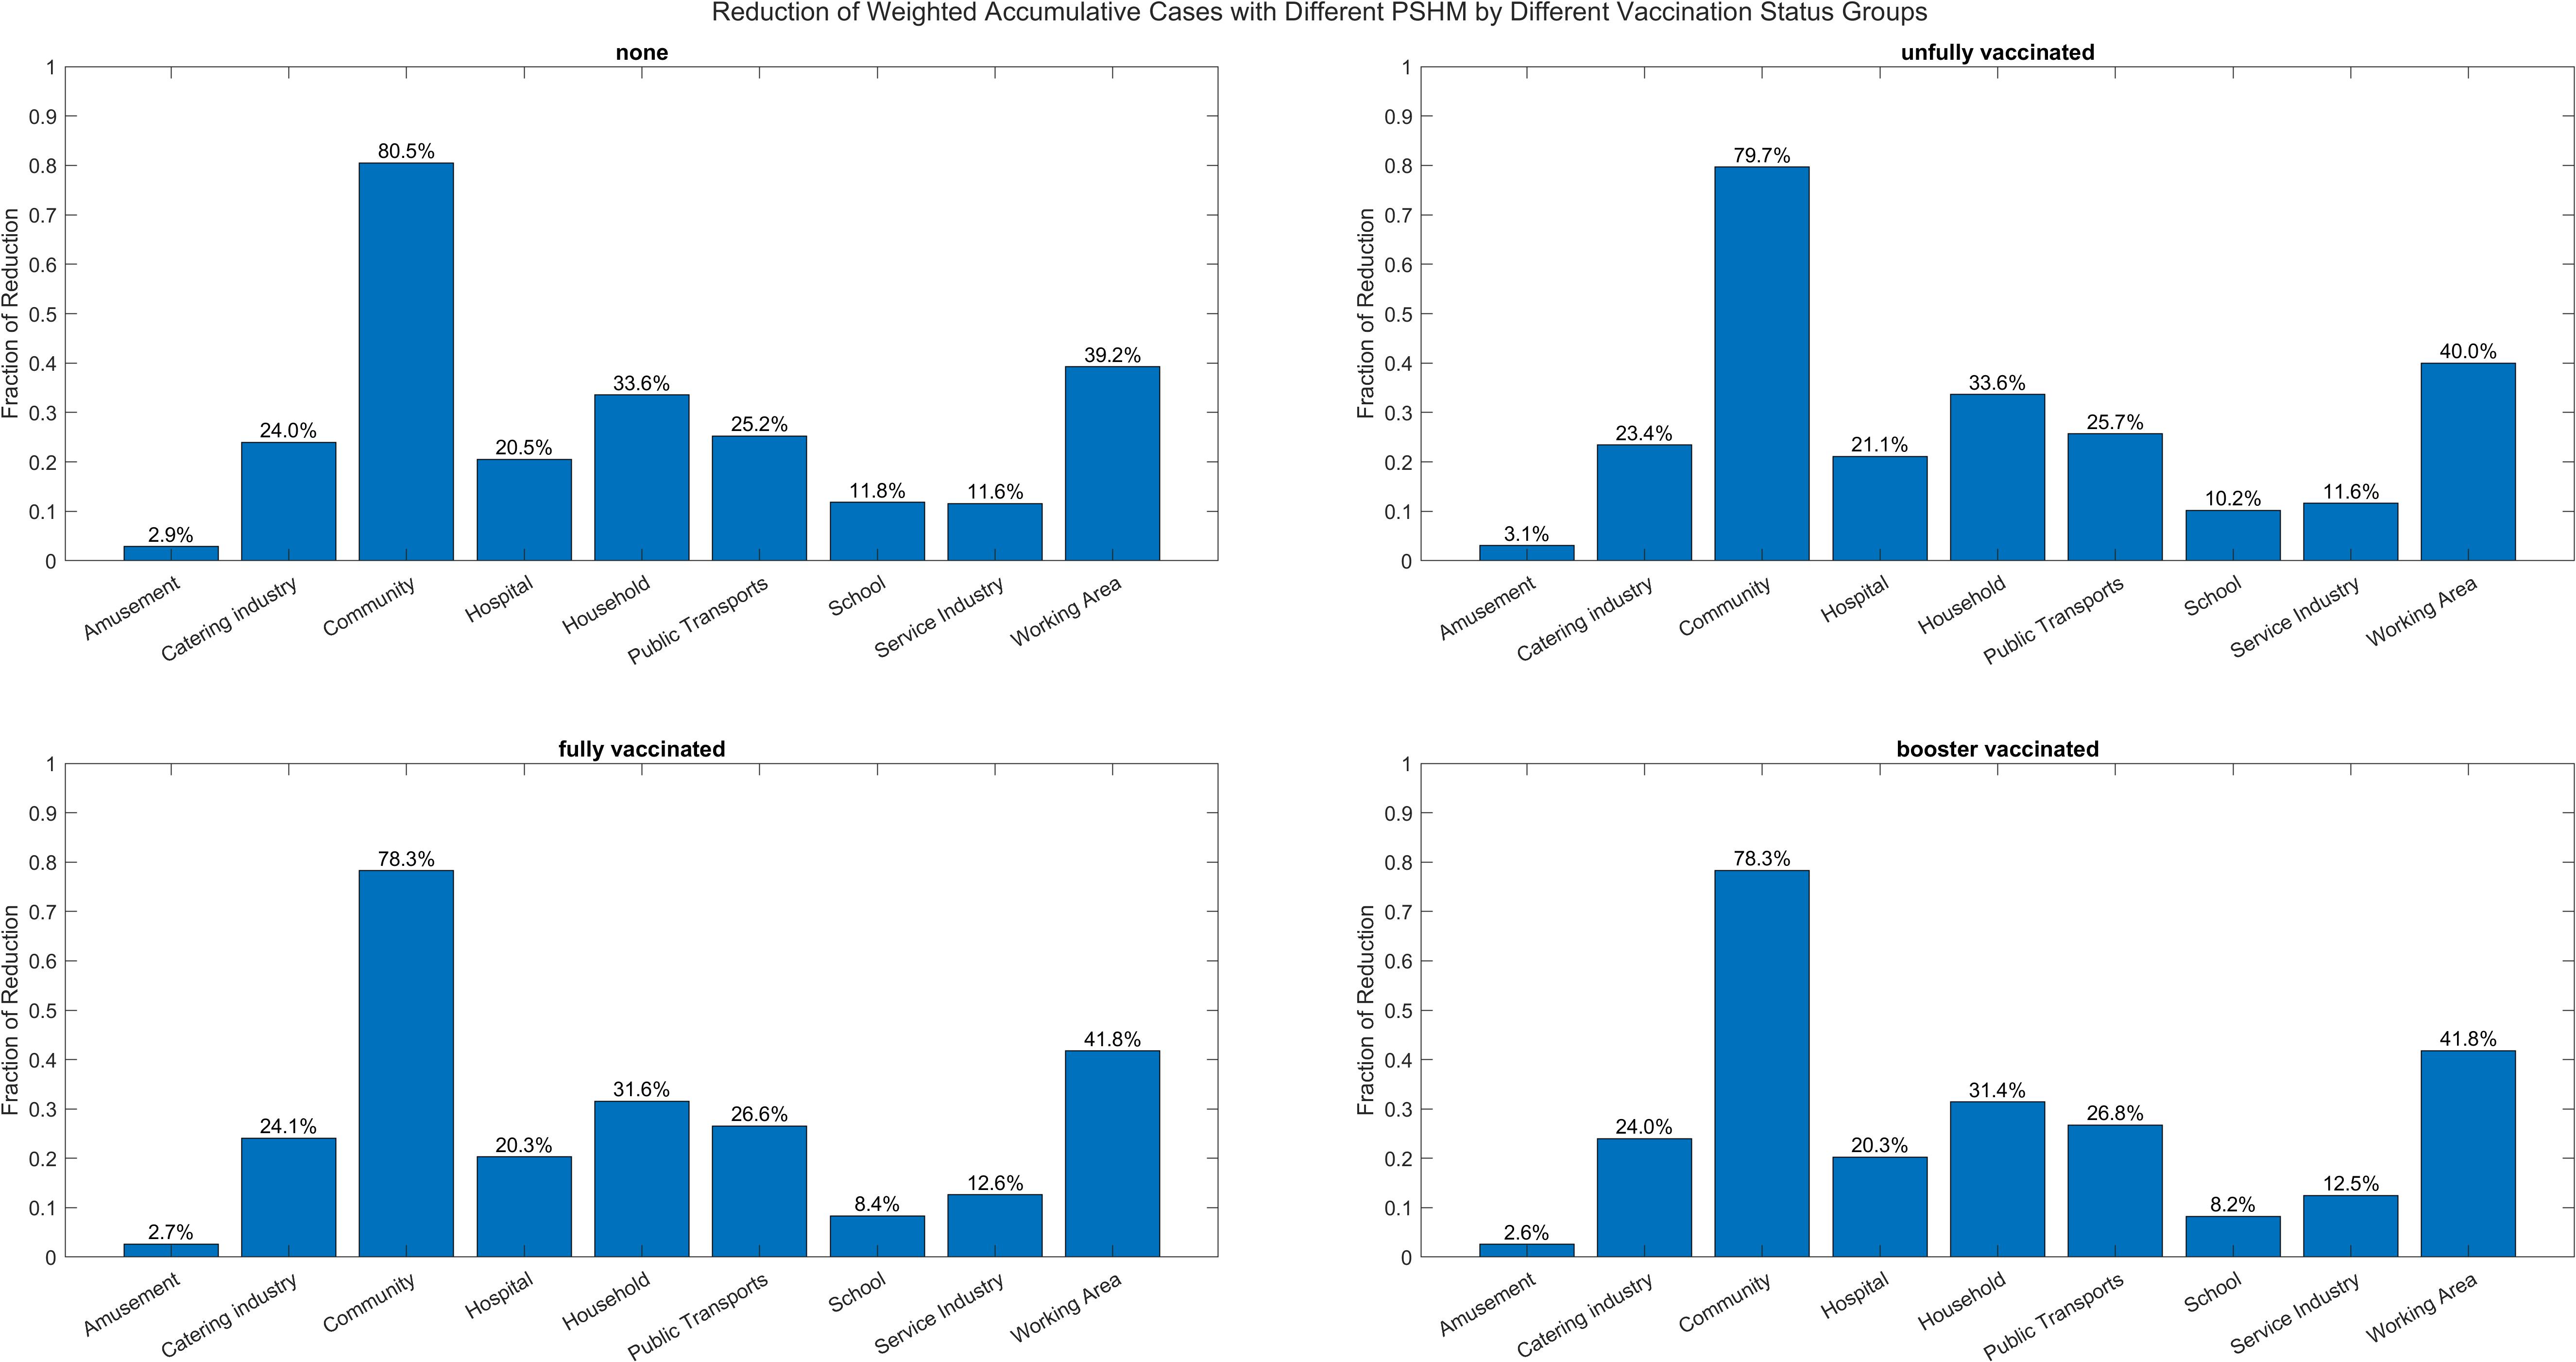 Reduction of Weighted Accumulative Cases with Different PSHM by Different Vaccination Status Groups
none
Fraction of Reduction
1
0.9
0.8
0.7
0.6
0.5
0.4
0.3
0.2
0.1
0
2.9%
24.0%
80.5%
20.5%
33.6%
25.2%
11.8%
11.6%
39.2%
Amusement
Catering industry
Community
Hospital
Household
Public Transports
School
Service Industry
Working Area
unfully vaccinated
Fraction of Reduction
1
0.9
0.8
0.7
0.6
0.5
0.4
0.3
0.2
0.1
0
3.1%
23.4%
79.7%
21.1%
33.6%
25.7%
10.2%
11.6%
40.0%
Amusement
Catering industry
Community
Hospital
Household
Public Transports
School
Service Industry
Working Area
fully vaccinated
Fraction of Reduction
1
0.9
0.8
0.7
0.6
0.5
0.4
0.3
0.2
0.1
0
2.7%
24.1%
78.3%
20.3%
31.6%
26.6%
8.4%
12.6%
41.8%
Amusement
Catering industry
Community
Hospital
Household
Public Transports
School
Service Industry
Working Area
booster vaccinated
Fraction of Reduction
1
0.9
0.8
0.7
0.6
0.5
0.4
0.3
0.2
0.1
0
2.6%
24.0%
78.3%
20.3%
31.4%
26.8%
8.2%
12.5%
41.8%
Amusement
Catering industry
Community
Hospital
Household
Public Transports
School
Service Industry
Working Area